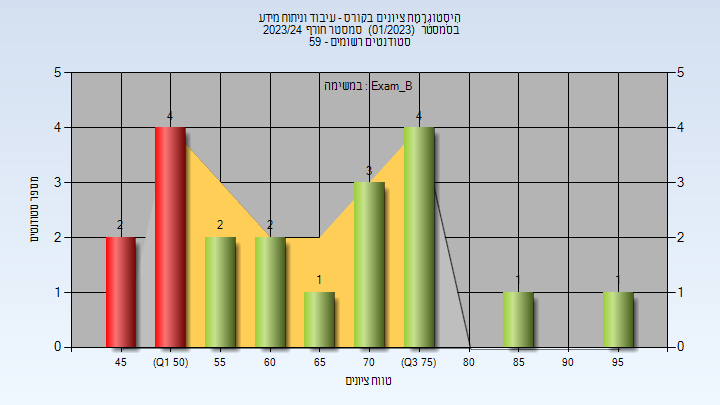 היסטוגרמת ציונים בקורס - עיבוד וניתוח מידע
בסמסטר (01/2023) סמסטר חורף 2023/24
סטודנטים רשומים - 59
במשימה : Exam_B
מספר סטודנטים
5 5
4 4
3 3
2 2
1 1
0 0
2 4 2 2 1 3 4 1 1
45 (Q1 50) 55 60 65 70 (Q3 75) 80 85 90 95
טווח ציונים